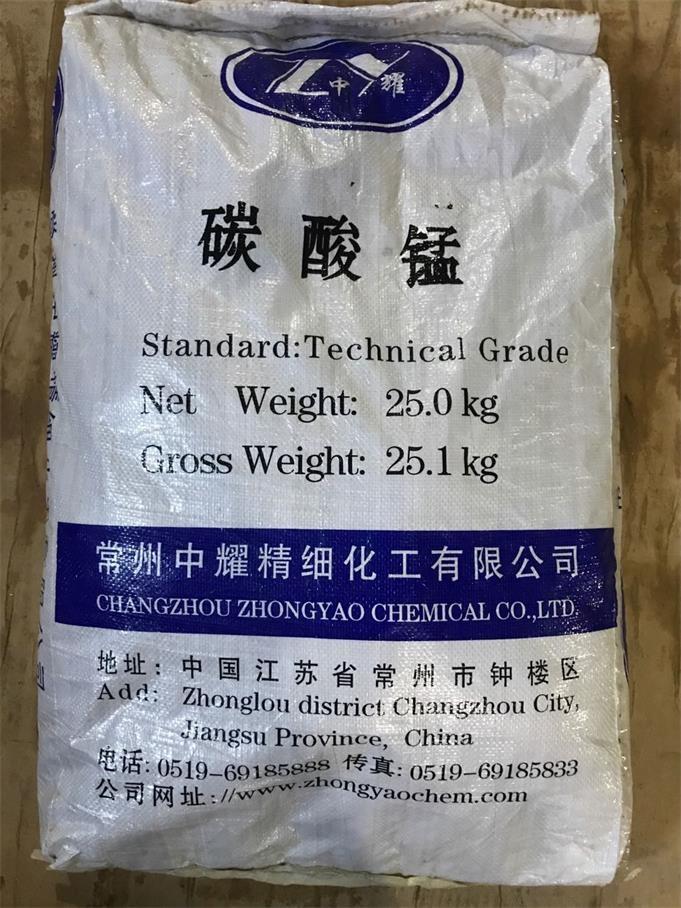 中耀
碳酸锰
Standard:Technical Grade
Net Weight: 25.0 kg
Gross Weight: 25.1 kg
常州中耀精细化工有限公司
CHANGZHOU ZHONGYAO CHEMICAL CO.,LTD.
地址: 中国江苏省常州市钟楼区
Add: Zhonglou district Changzhou City,
Jiangsu Province, China
电话: 0519-69185888 传真: 0519-69185833
公司网址://www.zhongyaochem.com